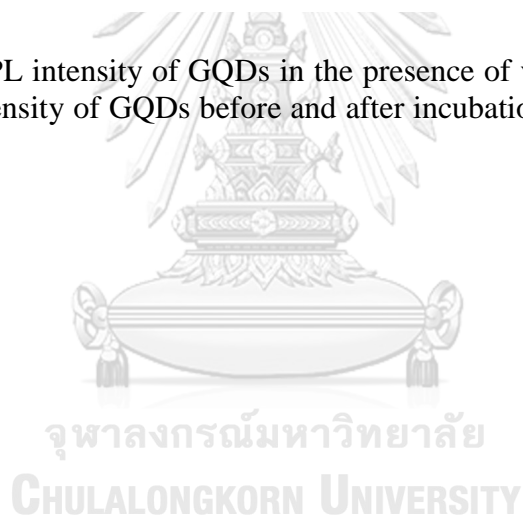 PL intensity of GQDs in the presence of
ensity of GQDs before and after incubatio
จุฬาลงกรณ์มหาวิทยาลัย
CHULALONGKORN UNIVERSITY